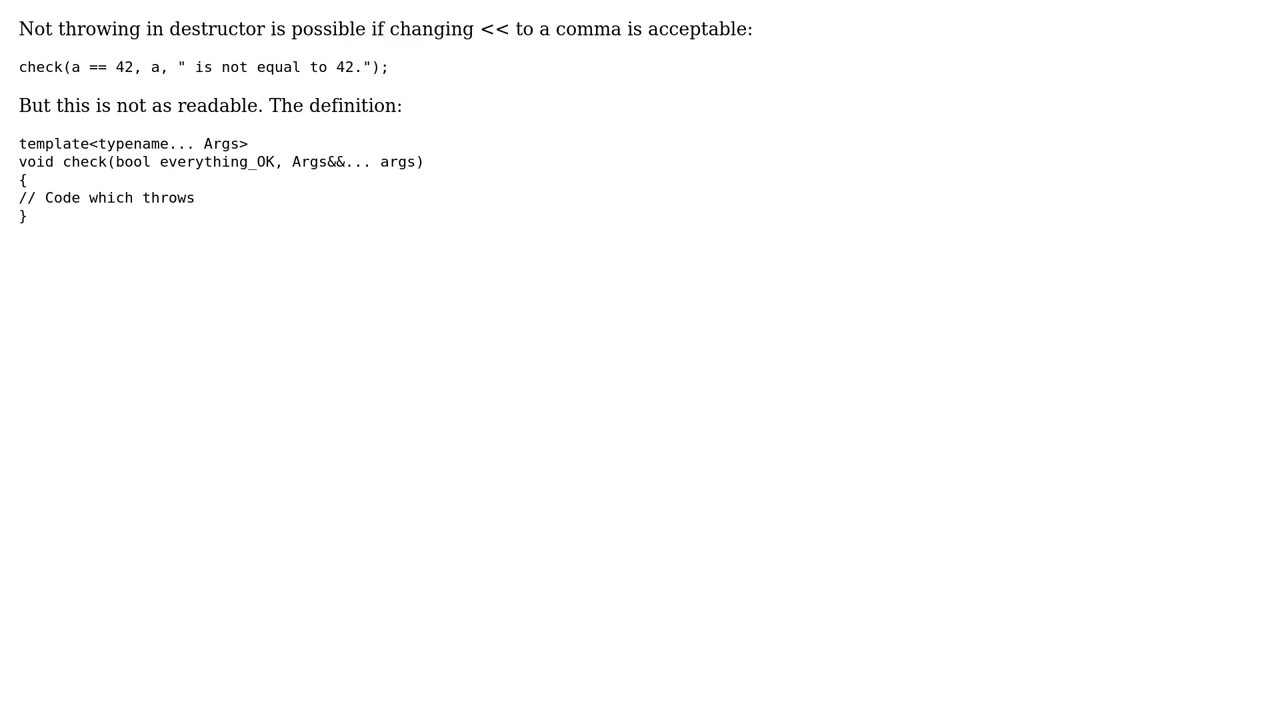 Not throwing in destructor is possible if changing << to a comma is acceptable:
check(a == 42, a, " is not equal to 42.");
But this is not as readable. The definition:
template<typename... Args>
void check(bool everything_OK, Args&&... args)
{
// Code which throws
}